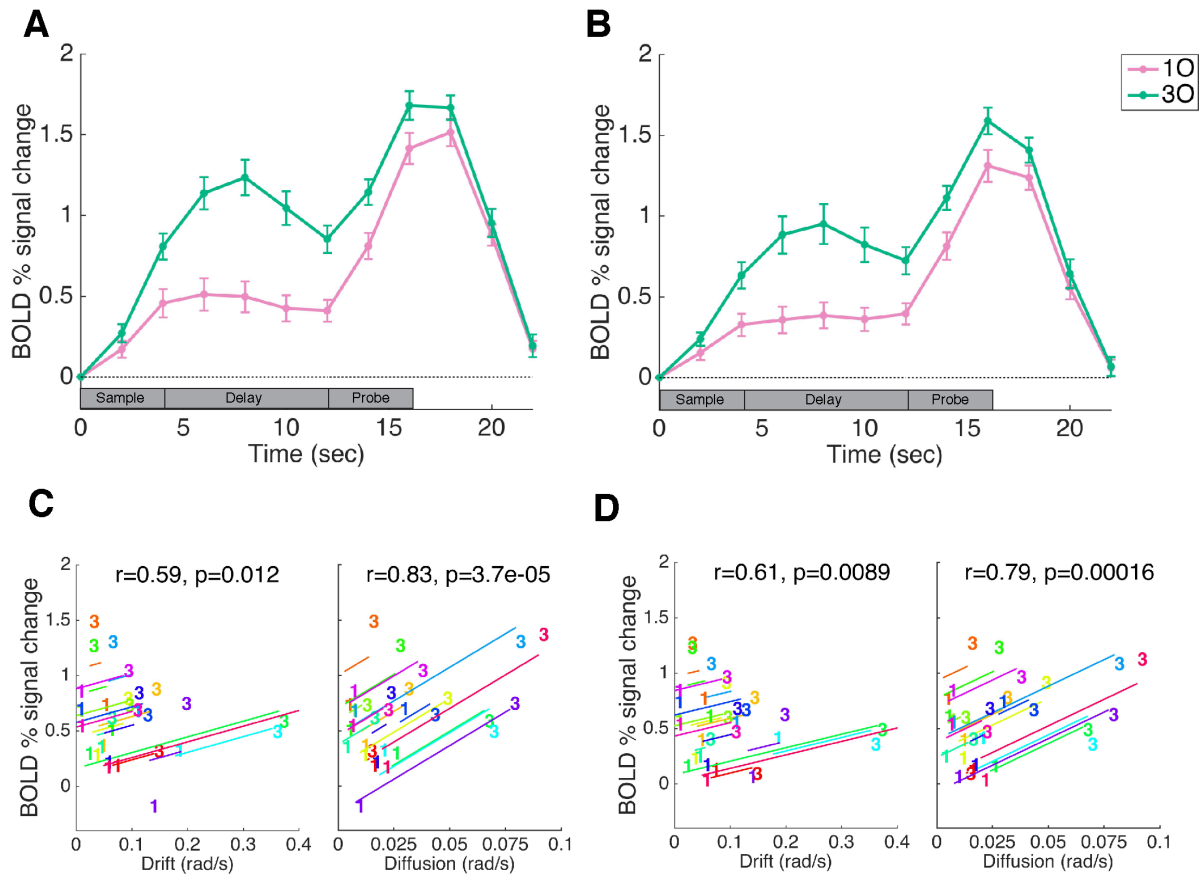 A
B
2
1.5
1
0.5
0
BOLD % signal change
Sample
Delay
Probe
0
5
10
15
20
Time (sec)
2
1.5
1
0.5
0
BOLD % signal change
Sample
Delay
Probe
0
5
10
15
20
Time (sec)
1O
3O
C
D
2
1.5
1
0.5
0
BOLD % signal change
r=0.59, p=0.012
0
0.1
0.2
0.3
0.4
Drift (rad/s)
r=0.83, p=3.7e-05
0
0.025
0.05
0.075
0.1
Diffusion (rad/s)
2
1.5
1
0.5
0
BOLD % signal change
r=0.61, p=0.0089
0
0.1
0.2
0.3
0.4
Drift (rad/s)
r=0.79, p=0.00016
0
0.025
0.05
0.075
0.1
Diffusion (rad/s)